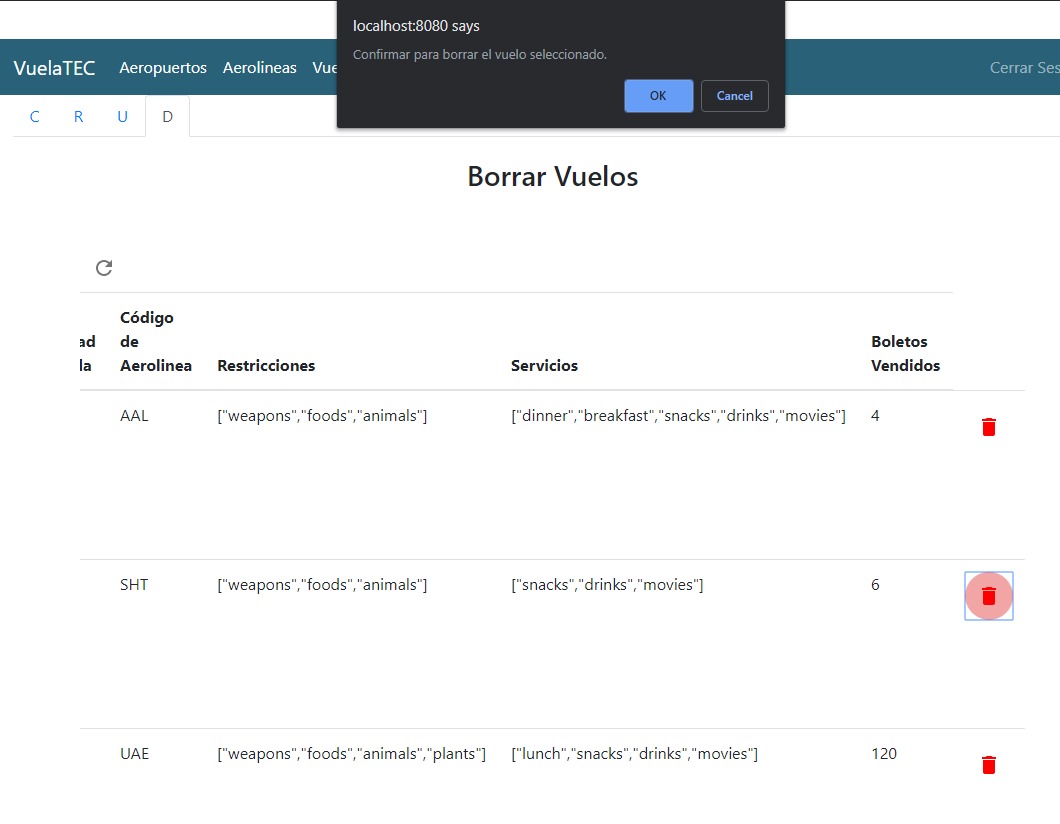 localhost:8080 says
Confirmar para borrar el vuelo seleccionado.
OK Cancel
VuelaTEC Aeropuertos Aerolineas Vue Cerrar Ses
C R U D
Borrar Vuelos
Código
ad de Boletos
la Aerolinea Restricciones Servicios Vendidos
AAL ["weapons","foods","animals"] ["dinner","breakfast","snacks","drinks","movies"] 4
SHT ["weapons","foods","animals"] ["snacks","drinks","movies"] 6
UAE ["weapons","foods","animals","plants"] ["lunch","snacks","drinks","movies"] 120